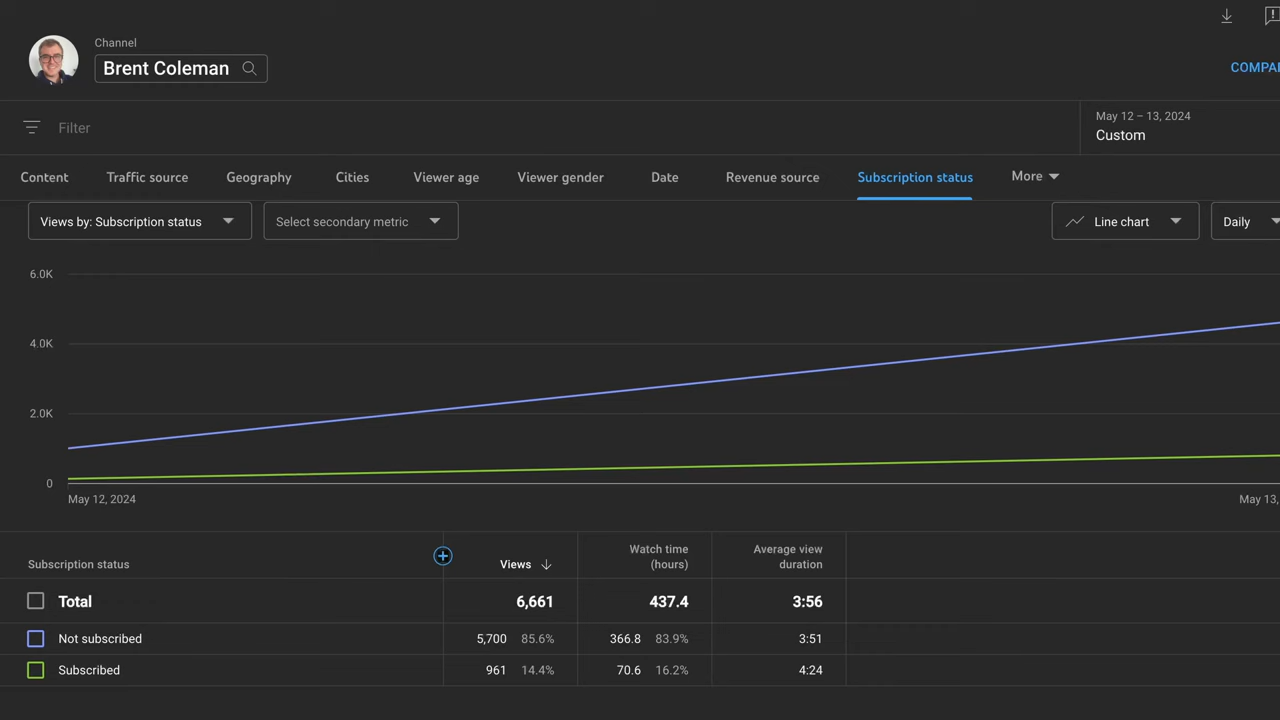 Channel
Brent Coleman
COMPA
Filter
May 12 – 13, 2024
Custom
Content Traffic source Geography Cities Viewer age Viewer gender Date Revenue source Subscription status More
Views by: Subscription status Select secondary metric Line chart Daily
6.0K
4.0K
2.0K
0
May 12, 2024 May 13,
Subscription status Views Watch time (hours) Average view duration
Total 6,661 437.4 3:56
Not subscribed 5,700 85.6% 366.8 83.9% 3:51
Subscribed 961 14.4% 70.6 16.2% 4:24